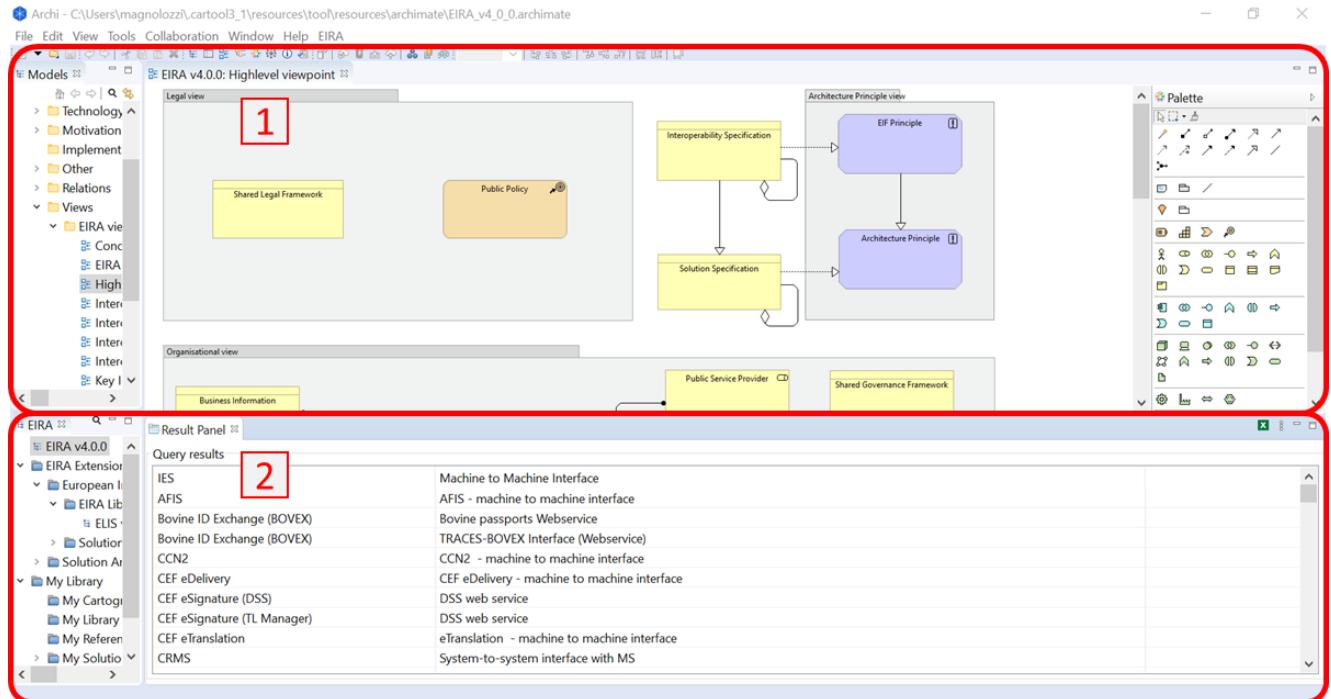 Archi - C:\Users\magnolozzi\.cartool3_1\resources\tool\resources\archimate\EIRA_v4_0_0.archimate
File Edit View Tools Collaboration Window Help EIRA
Models
EIRA v4.0.0: Highlevel viewpoint
Technology
Motivation
Implement
Other
Relations
Views
EIRA vie
Conc
EIRA
High
Inter
Inter
Inter
Inter
Key I
Legal view
1
Shared Legal Framework
Public Policy
Interoperability Specification
Solution Specification
Architecture Principle view
EIF Principle
Architecture Principle
Organisational view
Business Information
Public Service Provider
Shared Governance Framework
Palette
EIRA
EIRA v4.0.0
EIRA Extension
European I
EIRA Lib
ELIS
Solution
Solution Ar
My Library
My Cartogr
My Library
My Referen
My Solutio
Result Panel
Query results
2
IES Machine to Machine Interface
AFIS AFIS - machine to machine interface
Bovine ID Exchange (BOVEX) Bovine passports Webservice
Bovine ID Exchange (BOVEX) TRACES-BOVEX Interface (Webservice)
CCN2 CCN2 - machine to machine interface
CEF eDelivery CEF eDelivery - machine to machine interface
CEF eSignature (DSS) DSS web service
CEF eSignature (TL Manager) DSS web service
CEF eTranslation eTranslation - machine to machine interface
CRMS System-to-system interface with MS